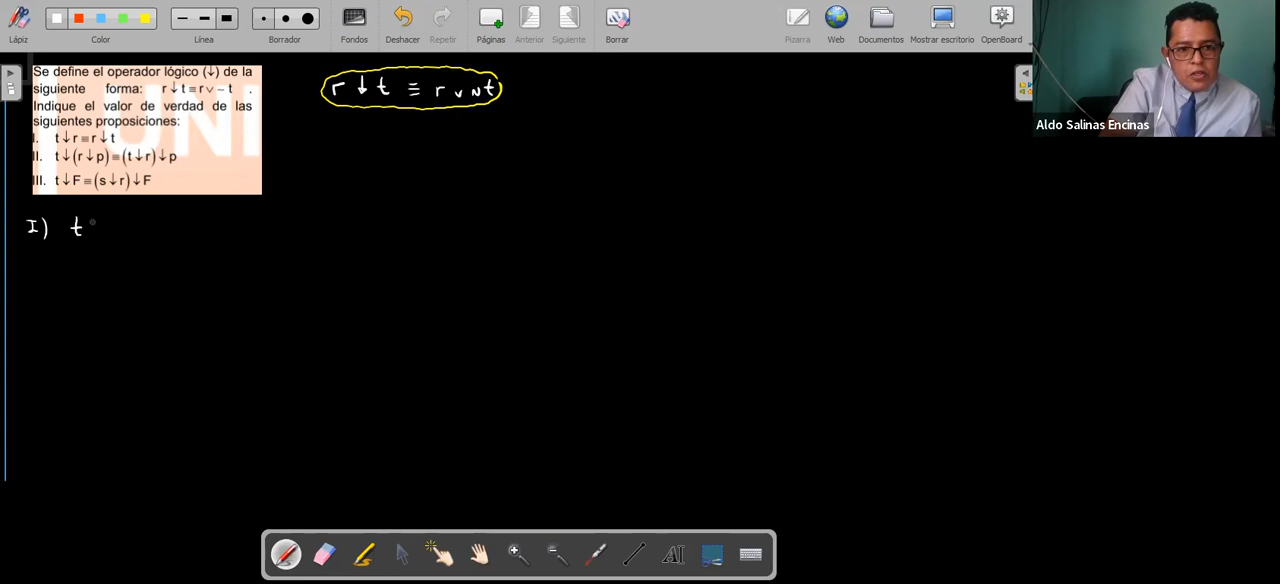 Lápiz Color Línea Borrador Fondos Deshacer Repetir Páginas Anterior Siguiente Borrar Pizarra Web Documentos Mostrar escritorio OpenBoard
Se define el operador lógico (↓) de la
siguiente forma: r ↓ t ≡ r ∨ ~ t .
Indique el valor de verdad de las
siguientes proposiciones:
I. t ↓ r ≡ r ↓ t
II. t ↓ (r ↓ p) ≡ (t ↓ r) ↓ p
III. t ↓ F ≡ (s ↓ r) ↓ F
UNI
r ↓ t ≡ r ∨ ~ t
I) t
Aldo Salinas Encinas
AI